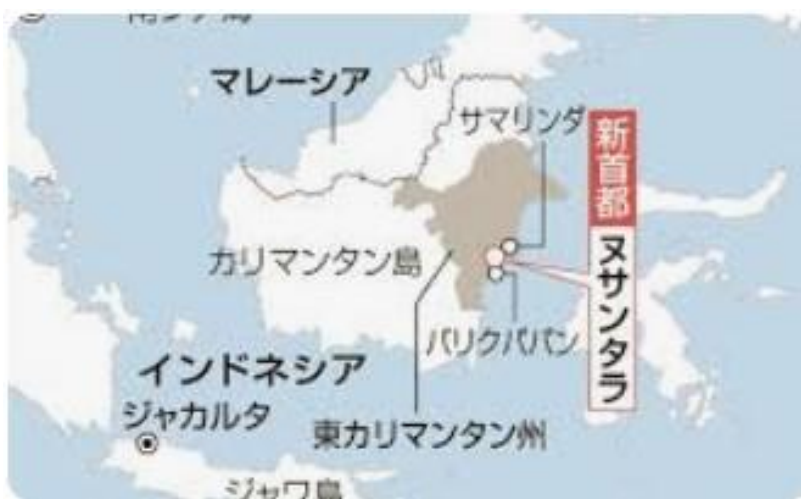 マレーシア
サマリンダ
新首都
ヌサンタラ
カリマンタン島
バリクパパン
インドネシア
ジャカルタ
東カリマンタン州
ジャワ島